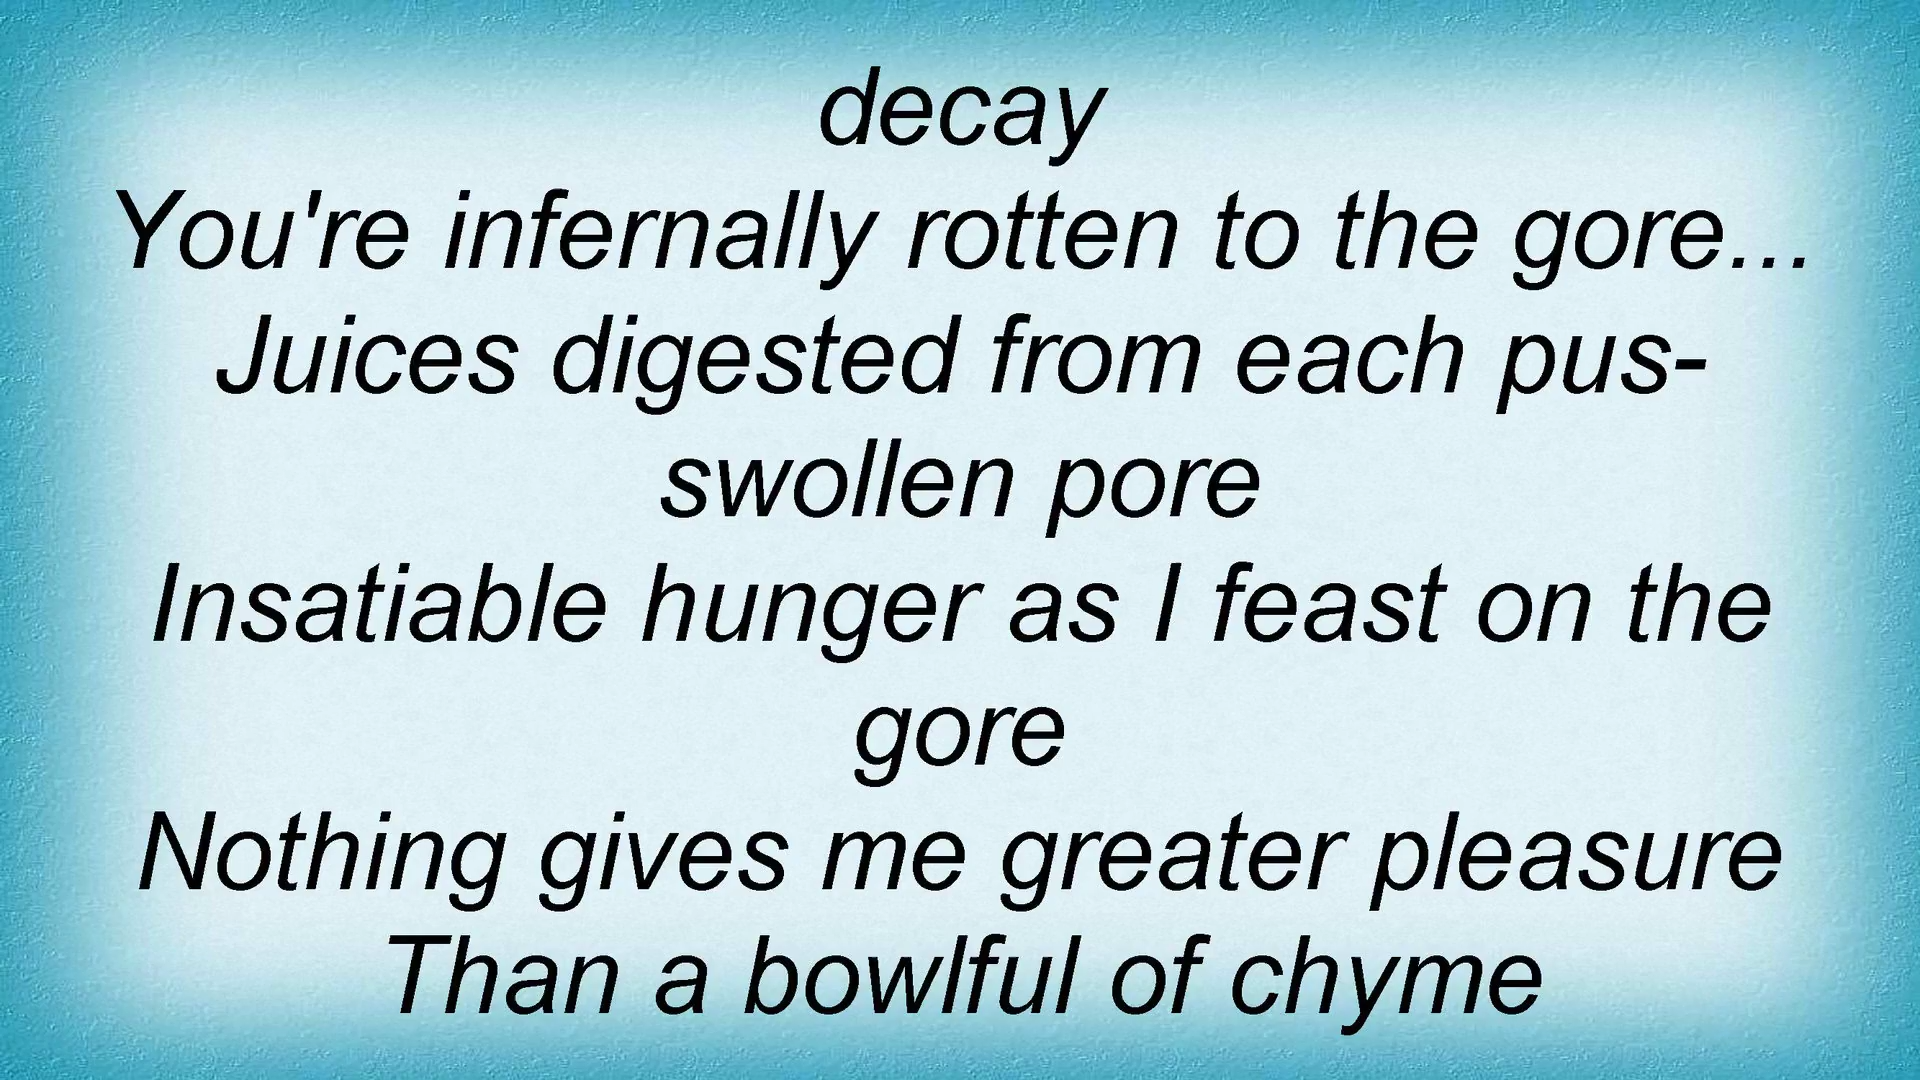 decay
You're infernally rotten to the gore...
Juices digested from each pus-
swollen pore
Insatiable hunger as I feast on the
gore
Nothing gives me greater pleasure
Than a bowlful of chyme